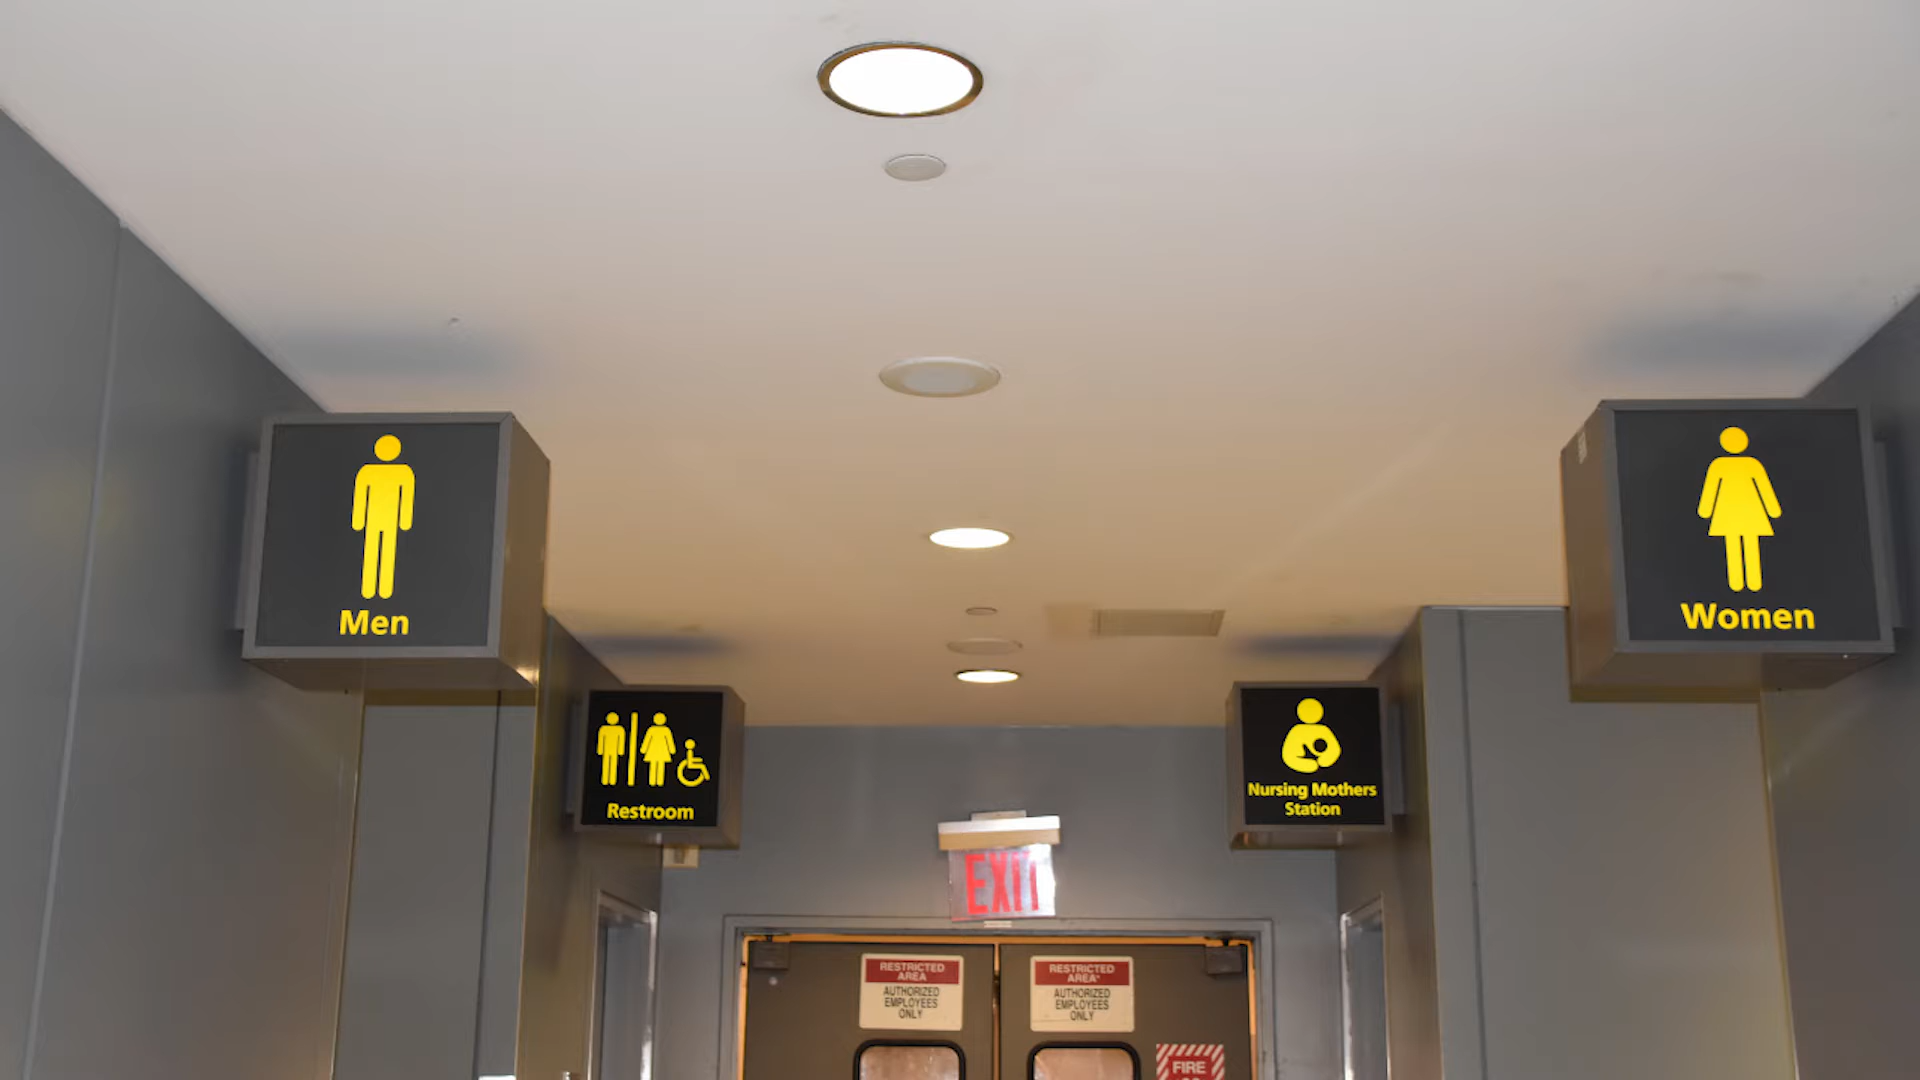 Men
Women
Restroom
Nursing Mothers
Station
EXIT
RESTRICTED
AREA
AUTHORIZED
EMPLOYEES
ONLY
RESTRICTED
AREA
AUTHORIZED
EMPLOYEES
ONLY
FIRE